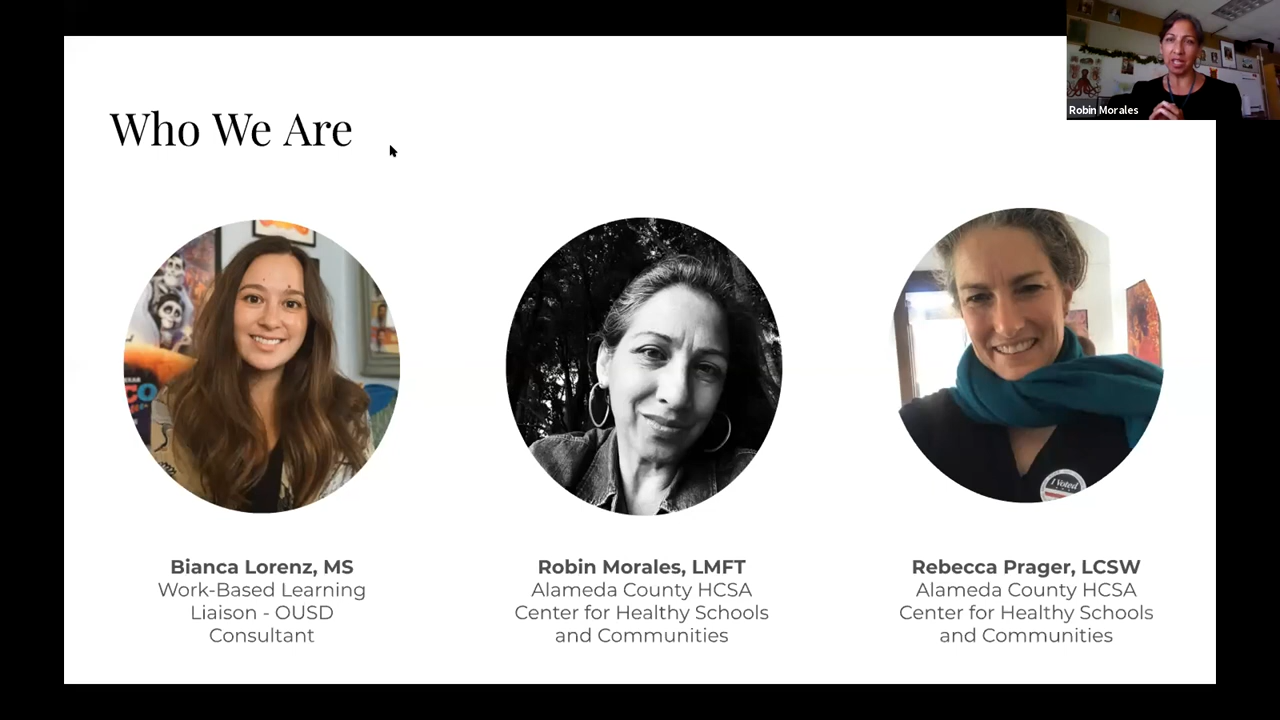 Robin Morales
Who We Are
I Voted
Bianca Lorenz, MS
Work-Based Learning
Liaison - OUSD
Consultant
Robin Morales, LMFT
Alameda County HCSA
Center for Healthy Schools
and Communities
Rebecca Prager, LCSW
Alameda County HCSA
Center for Healthy Schools
and Communities